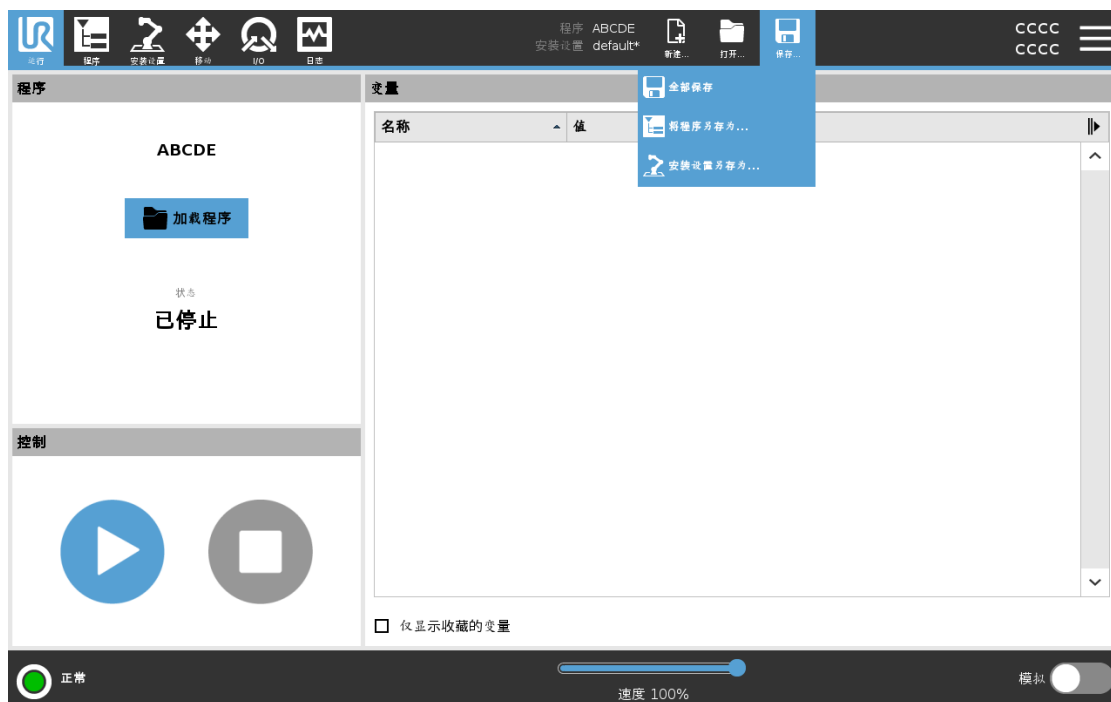 UR
运行
程序
安装设置
移动
I/O
日志
程序 ABCDE
安装设置 default*
新建...
打开...
保存...
CCCC
CCCC
全部保存
将程序另存为...
安装设置另存为...
程序
ABCDE
加载程序
状态
已停止
控制
变量
名称
值
仅显示收藏的变量
正常
速度 100%
模拟